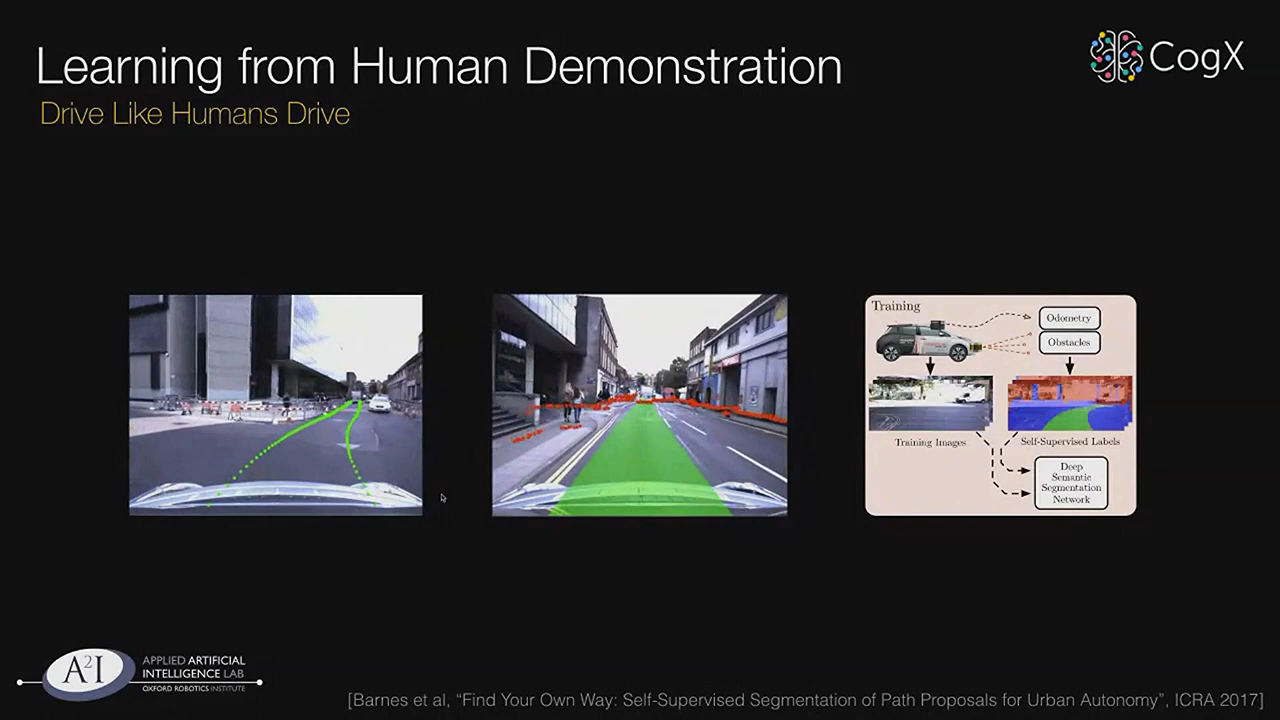 Learning from Human Demonstration
Drive Like Humans Drive
CogX
Training
Odometry
Obstacles
Training Images
Self-Supervised Labels
Deep
Semantic
Segmentation
Network
A2I
APPLIED ARTIFICIAL
INTELLIGENCE LAB
OXFORD ROBOTICS INSTITUTE
[Barnes et al, “Find Your Own Way: Self-Supervised Segmentation of Path Proposals for Urban Autonomy”, ICRA 2017]